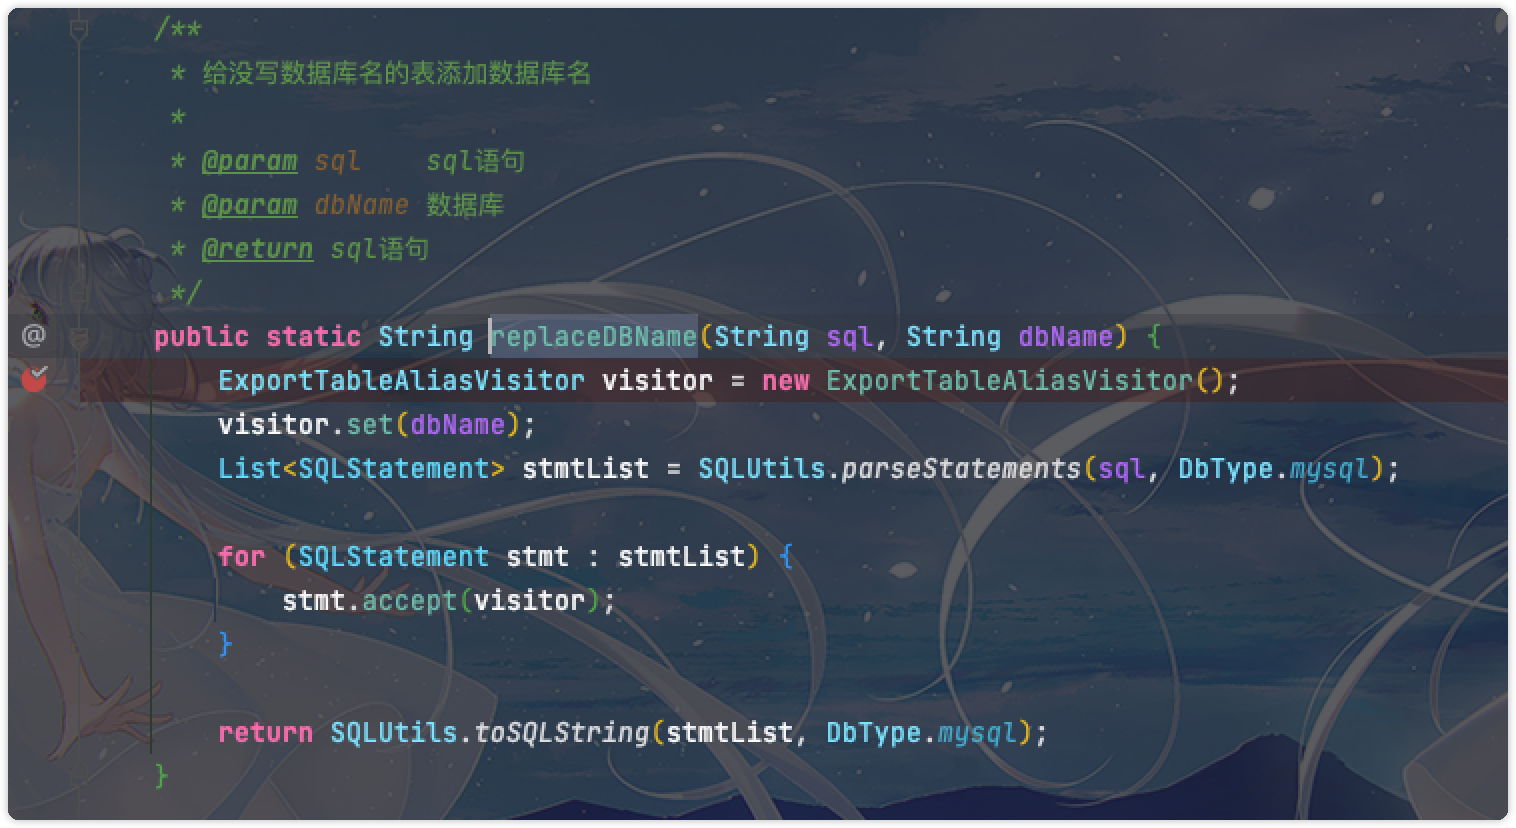 /**
 * 给没写数据库名的表添加数据库名
 *
 * @param sql    sql语句
 * @param dbName 数据库
 * @return sql语句
 */
@ public static String replaceDBName(String sql, String dbName) {
    ExportTableAliasVisitor visitor = new ExportTableAliasVisitor();
    visitor.set(dbName);
    List<SQLStatement> stmtList = SQLUtils.parseStatements(sql, DbType.mysql);
    for (SQLStatement stmt : stmtList) {
        stmt.accept(visitor);
    }
    return SQLUtils.toSQLString(stmtList, DbType.mysql);
}